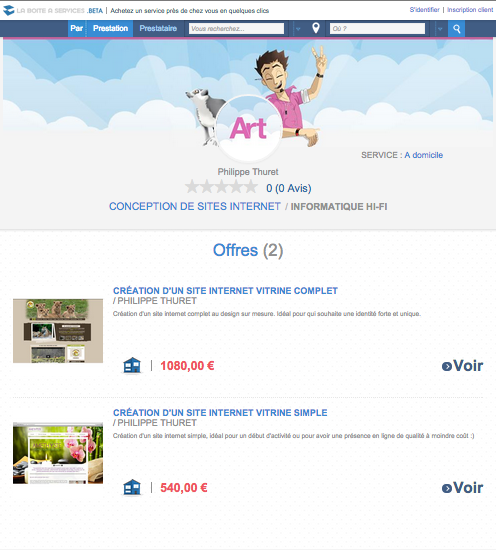 LA BOITE A SERVICES .BETA | Achetez un service près de chez vous en quelques clics
S'identifier | Inscription client
Par Prestation Prestataire Vous recherchez... Où ?
Art
SERVICE : A domicile
Philippe Thuret
0 (0 Avis)
CONCEPTION DE SITES INTERNET / INFORMATIQUE HI-FI
Offres (2)
CRÉATION D'UN SITE INTERNET VITRINE COMPLET
/ PHILIPPE THURET
Création d'un site internet complet au design sur mesure. Idéal pour qui souhaite une identité forte et unique.
1080,00 €
Voir
CRÉATION D'UN SITE INTERNET VITRINE SIMPLE
/ PHILIPPE THURET
Création d'un site internet simple, idéal pour un début d'activité ou pour avoir une présence en ligne de qualité à moindre coût :)
540,00 €
Voir